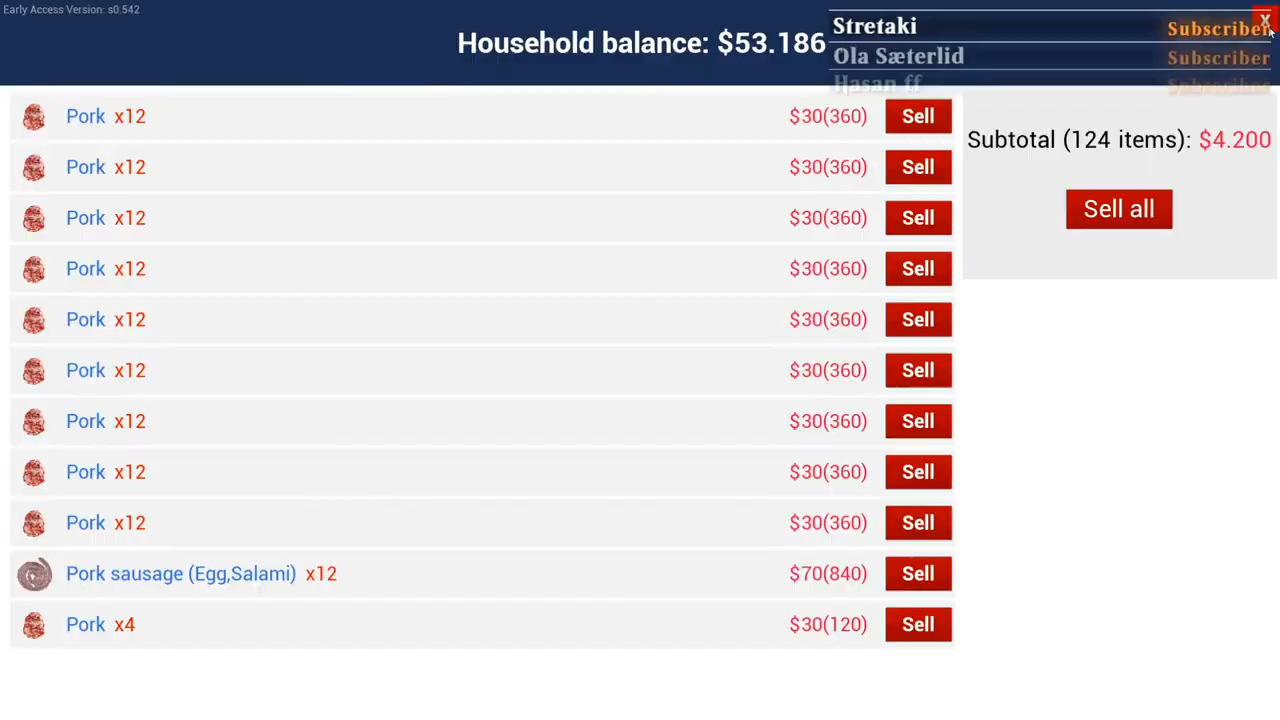 Early Access Version: s0.542
Household balance: $53.186
Stretaki Subscriber
Ola Sæterlid Subscriber
Hasan ff Subscriber
X
Pork x12 $30(360) Sell
Pork x12 $30(360) Sell
Pork x12 $30(360) Sell
Pork x12 $30(360) Sell
Pork x12 $30(360) Sell
Pork x12 $30(360) Sell
Pork x12 $30(360) Sell
Pork x12 $30(360) Sell
Pork x12 $30(360) Sell
Pork sausage (Egg,Salami) x12 $70(840) Sell
Pork x4 $30(120) Sell
Subtotal (124 items): $4.200
Sell all